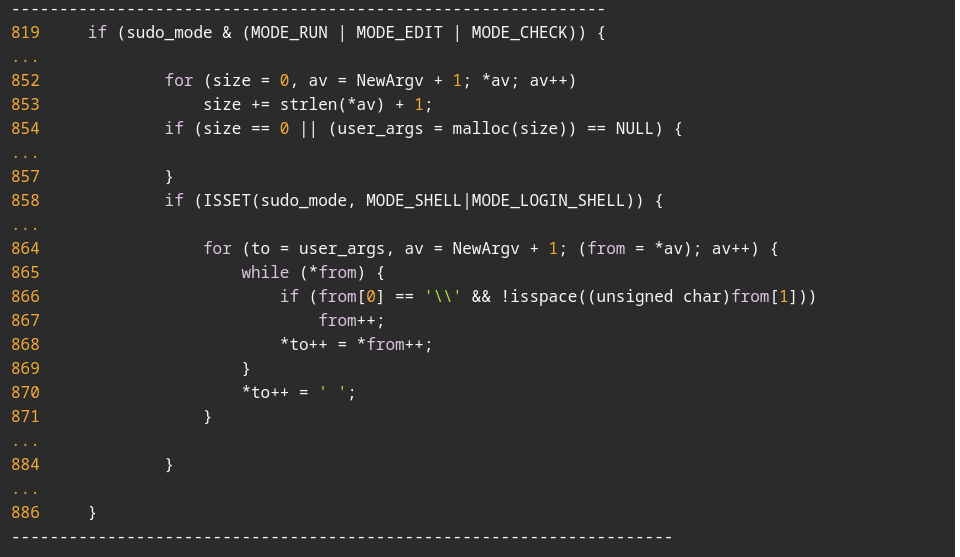 --------------------------------------------------------------
819     if (sudo_mode & (MODE_RUN | MODE_EDIT | MODE_CHECK)) {
...
852             for (size = 0, av = NewArgv + 1; *av; av++)
853                 size += strlen(*av) + 1;
854             if (size == 0 || (user_args = malloc(size)) == NULL) {
...
857             }
858             if (ISSET(sudo_mode, MODE_SHELL|MODE_LOGIN_SHELL)) {
...
864                 for (to = user_args, av = NewArgv + 1; (from = *av); av++) {
865                     while (*from) {
866                         if (from[0] == '\\' && !isspace((unsigned char)from[1]))
867                             from++;
868                         *to++ = *from++;
869                     }
870                     *to++ = ' ';
871                 }
...
884             }
...
886     }
---------------------------------------------------------------------